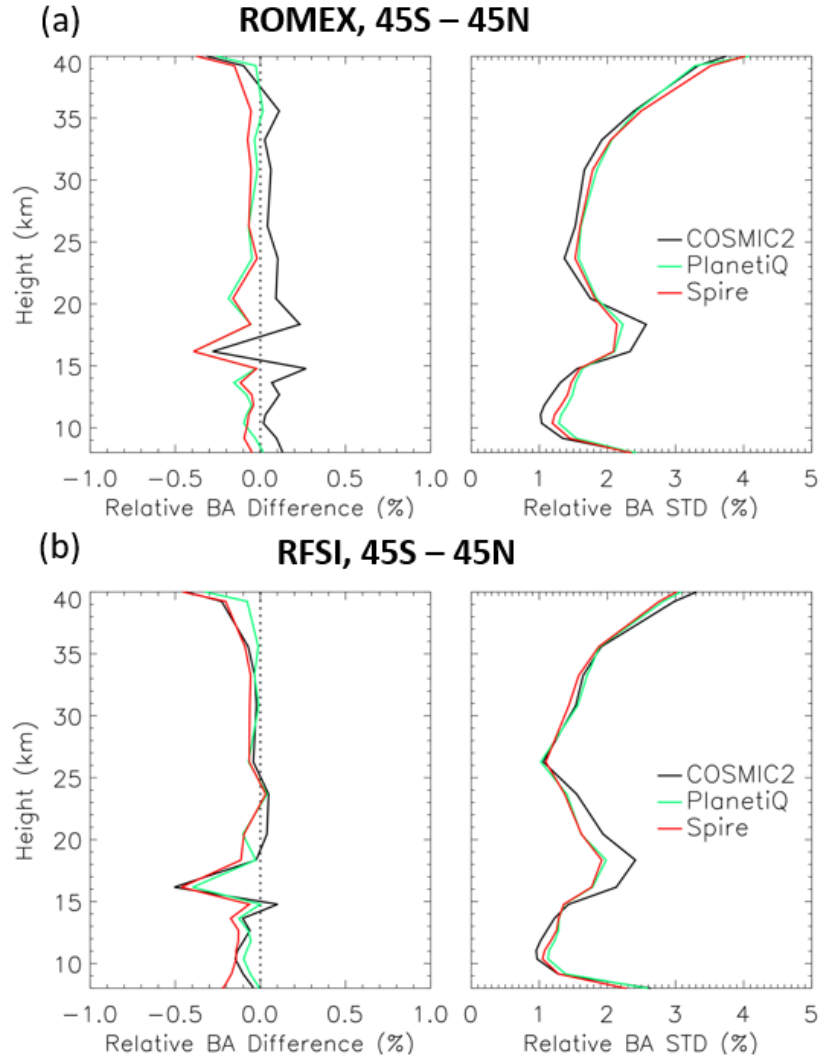 (a)
ROMEX, 45S – 45N
Height (km)
40
35
30
25
20
15
10
−1.0 −0.5 0.0 0.5 1.0
Relative BA Difference (%)
COSMIC2
PlanetiQ
Spire
0 1 2 3 4 5
Relative BA STD (%)
(b)
RFSI, 45S – 45N
Height (km)
40
35
30
25
20
15
10
−1.0 −0.5 0.0 0.5 1.0
Relative BA Difference (%)
COSMIC2
PlanetiQ
Spire
0 1 2 3 4 5
Relative BA STD (%)